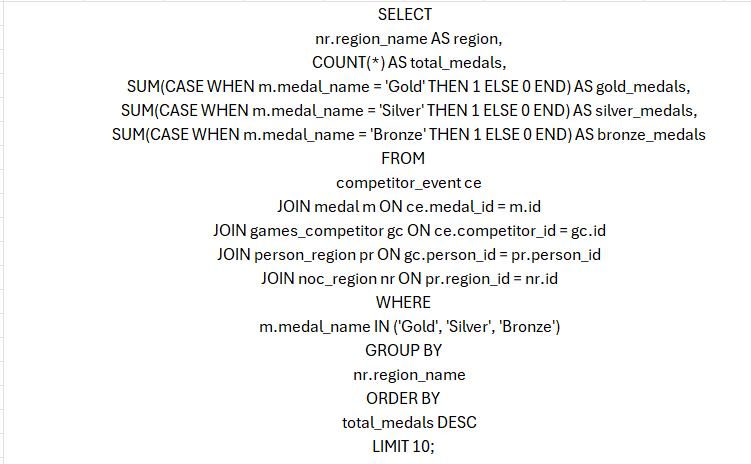 SELECT
nr.region_name AS region,
COUNT(*) AS total_medals,
SUM(CASE WHEN m.medal_name = 'Gold' THEN 1 ELSE 0 END) AS gold_medals,
SUM(CASE WHEN m.medal_name = 'Silver' THEN 1 ELSE 0 END) AS silver_medals,
SUM(CASE WHEN m.medal_name = 'Bronze' THEN 1 ELSE 0 END) AS bronze_medals
FROM
competitor_event ce
JOIN medal m ON ce.medal_id = m.id
JOIN games_competitor gc ON ce.competitor_id = gc.id
JOIN person_region pr ON gc.person_id = pr.person_id
JOIN noc_region nr ON pr.region_id = nr.id
WHERE
m.medal_name IN ('Gold', 'Silver', 'Bronze')
GROUP BY
nr.region_name
ORDER BY
total_medals DESC
LIMIT 10;